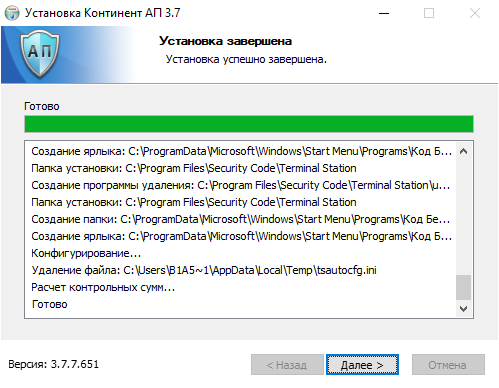 Установка Континент АП 3.7
АП
Установка завершена
Установка успешно завершена.
Готово
Создание ярлыка: C:\ProgramData\Microsoft\Windows\Start Menu\Programs\Код Б...
Папка установки: C:\Program Files\Security Code\Terminal Station
Создание программы удаления: C:\Program Files\Security Code\Terminal Station\u...
Папка установки: C:\Program Files\Security Code\Terminal Station
Создание папки: C:\ProgramData\Microsoft\Windows\Start Menu\Programs\Код Бе...
Создание ярлыка: C:\ProgramData\Microsoft\Windows\Start Menu\Programs\Код Б...
Конфигурирование...
Удаление файла: C:\Users\B1A5~1\AppData\Local\Temp\tsautocfg.ini
Расчет контрольных сумм...
Готово
Версия: 3.7.7.651
< Назад
Далее >
Отмена